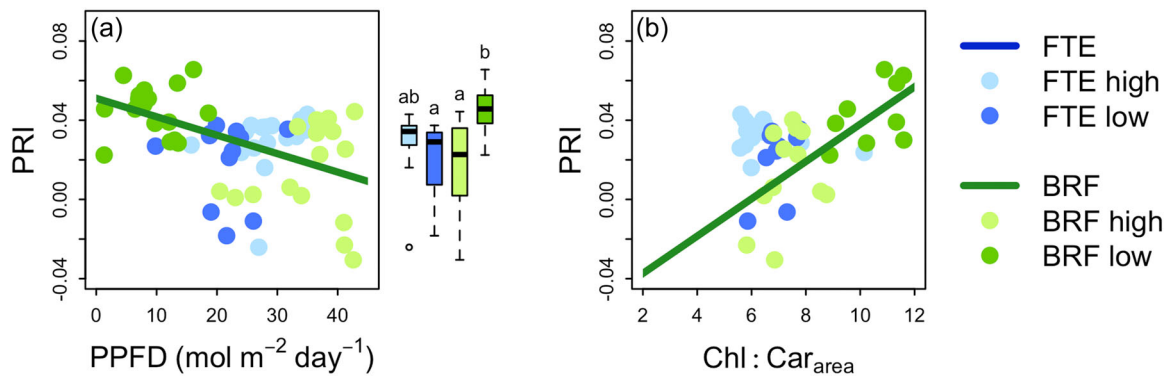 (a)
PRI
0.08
0.04
0.00
-0.04
0 10 20 30 40
PPFD (mol m⁻² day⁻¹)
ab a a b
(b)
PRI
0.08
0.04
0.00
-0.04
2 4 6 8 10 12
Chl : Car_area
FTE
FTE high
FTE low
BRF
BRF high
BRF low